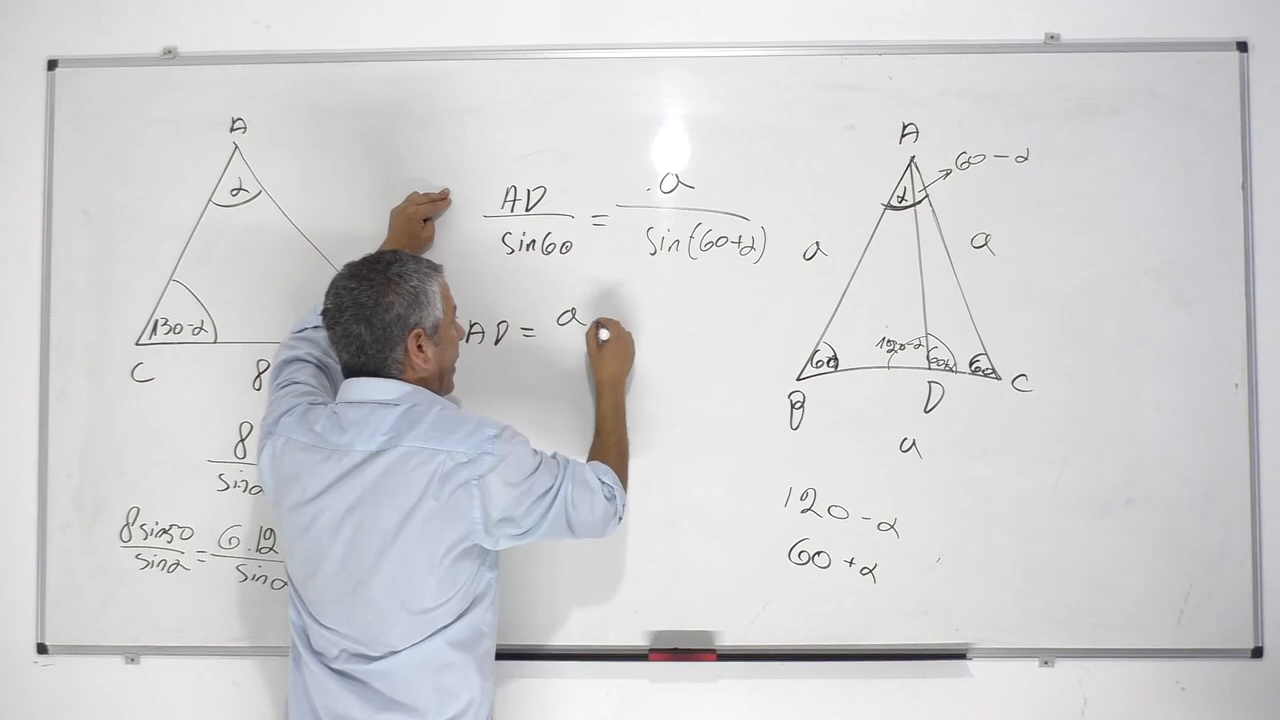 A
α
130-α
C
8
8
sinα
8sin50
sinα
=
6.12
sinα
AD
sin60
=
.a
sin(60+α)
AD = a
A
60-α
α
a
a
60
120-α
60+α
60
B
D
C
a
120-α
60+α